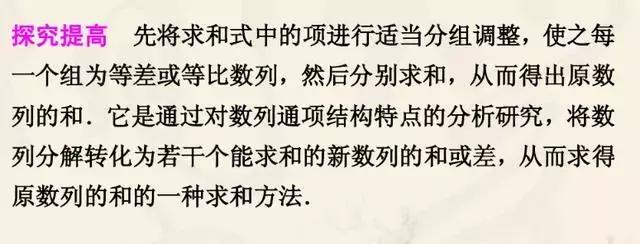 探究提高 先将求和式中的项进行适当分组调整，使之每
一个组为等差或等比数列，然后分别求和，从而得出原数
列的和．它是通过对数列通项结构特点的分析研究，将数
列分解转化为若干个能求和的新数列的和或差，从而求得
原数列的和的一种求和方法．